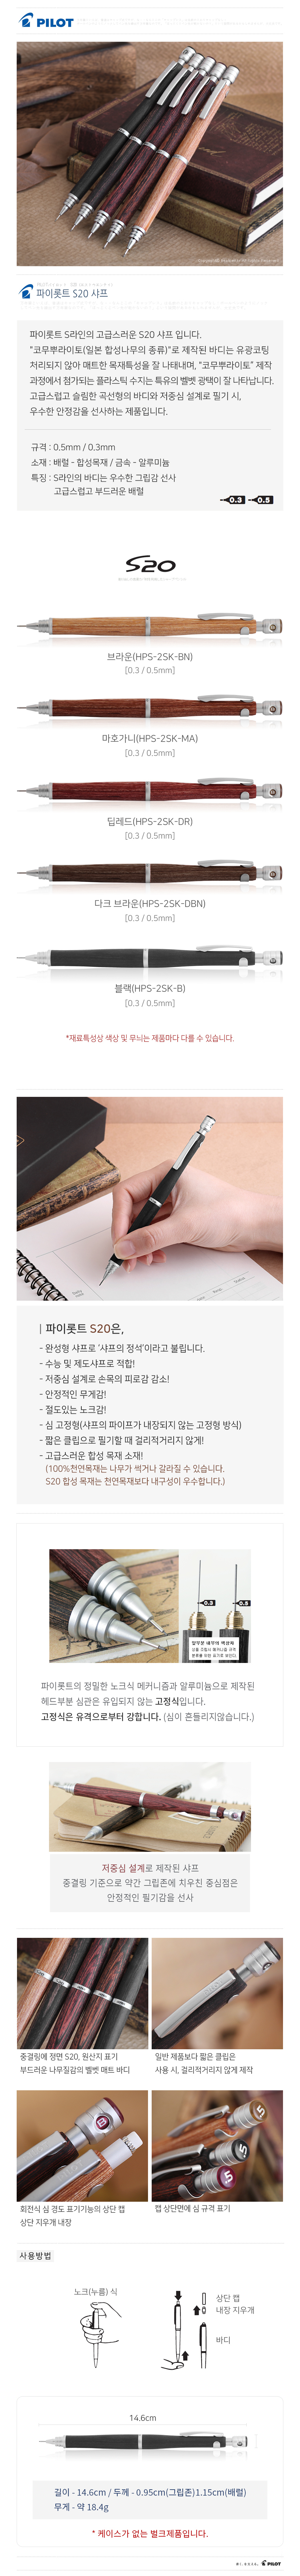 PILOT
파이롯트 S20 샤프
파이롯트 S라인의 고급스러운 S20 샤프 입니다.
"코무뿌라이토(일본 합성나무의 종류)"로 제작된 바디는 유광코팅
처리되지 않아 매트한 목재특성을 잘 나타내며, "코무뿌라이토" 제작
과정에서 첨가되는 플라스틱 수지는 특유의 벨벳 광택이 잘 나타납니다.
고급스럽고 슬림한 곡선형의 바디와 저중심 설계로 필기 시,
우수한 안정감을 선사하는 제품입니다.
규격 : 0.5mm / 0.3mm
소재 : 배럴 - 합성목재 / 금속 - 알루미늄
특징 : S라인의 바디는 우수한 그립감 선사
고급스럽고 부드러운 배럴
0.3 0.5
S20
브라운(HPS-2SK-BN)
[0.3 / 0.5mm]
마호가니(HPS-2SK-MA)
[0.3 / 0.5mm]
딥레드(HPS-2SK-DR)
[0.3 / 0.5mm]
다크 브라운(HPS-2SK-DBN)
[0.3 / 0.5mm]
블랙(HPS-2SK-B)
[0.3 / 0.5mm]
*재료특성상 색상 및 무늬는 제품마다 다를 수 있습니다.
파이롯트 S20은,
- 완성형 샤프로 '샤프의 정석'이라고 불립니다.
- 수능 및 제도샤프로 적합!
- 저중심 설계로 손목의 피로감 감소!
- 안정적인 무게감!
- 절도있는 노크감!
- 심 고정형(샤프의 파이프가 내장되지 않는 고정형 방식)
- 짧은 클립으로 필기할 때 걸리적거리지 않게!
- 고급스러운 합성 목재 소재!
(100%천연목재는 나무가 썩거나 갈라질 수 있습니다.
S20 합성 목재는 천연목재보다 내구성이 우수합니다.)
0.3 0.5
파이롯트의 정밀한 노크식 메커니즘과 알루미늄으로 제작된
헤드부분 심관은 유입되지 않는 고정식입니다.
고정식은 유격으로부터 강합니다. (심이 흔들리지않습니다.)
저중심 설계로 제작된 샤프
중결링 기준으로 약간 그립존에 치우친 중심점은
안정적인 필기감을 선사
중결링에 정면 S20, 원산지 표기
부드러운 나무질감의 벨벳 매트 바디
일반 제품보다 짧은 클립은
사용 시, 걸리적거리지 않게 제작
회전식 심 경도 표기기능의 상단 캡
상단 지우개 내장
캡 상단면에 심 규격 표기
사용방법
노크(누름) 식
상단 캡
내장 지우개
바디
14.6cm
길이 - 14.6cm / 두께 - 0.95cm(그립존)1.15cm(배럴)
무게 - 약 18.4g
* 케이스가 없는 벌크제품입니다.
PILOT